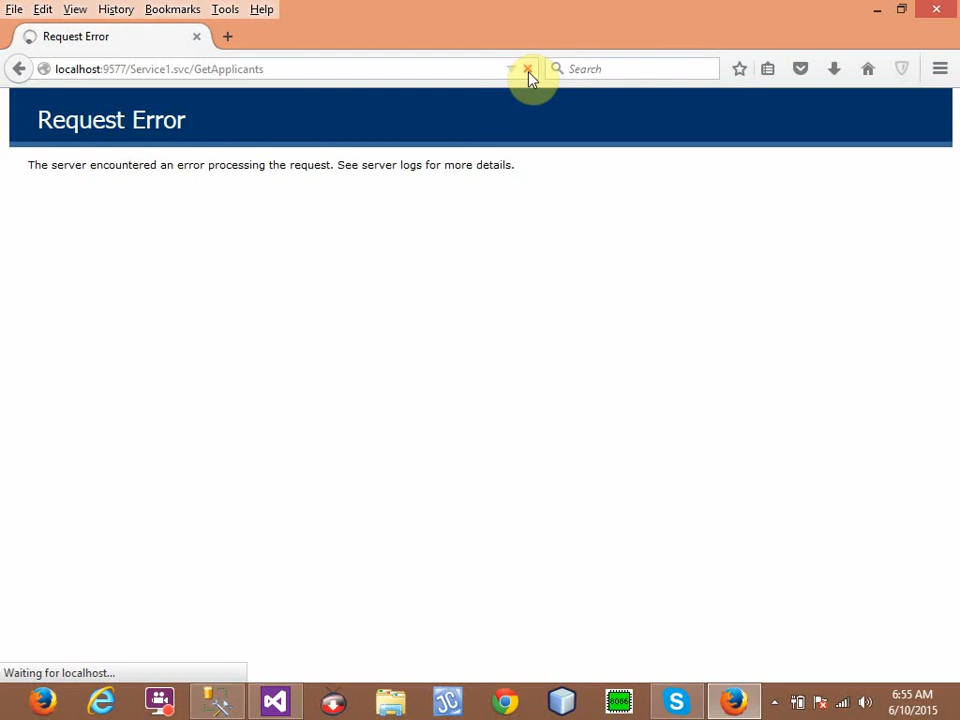 File Edit View History Bookmarks Tools Help
Request Error
localhost:9577/Service1.svc/GetApplicants
Search
Request Error
The server encountered an error processing the request. See server logs for more details.
Waiting for localhost...
JC
8086
6:55 AM
6/10/2015